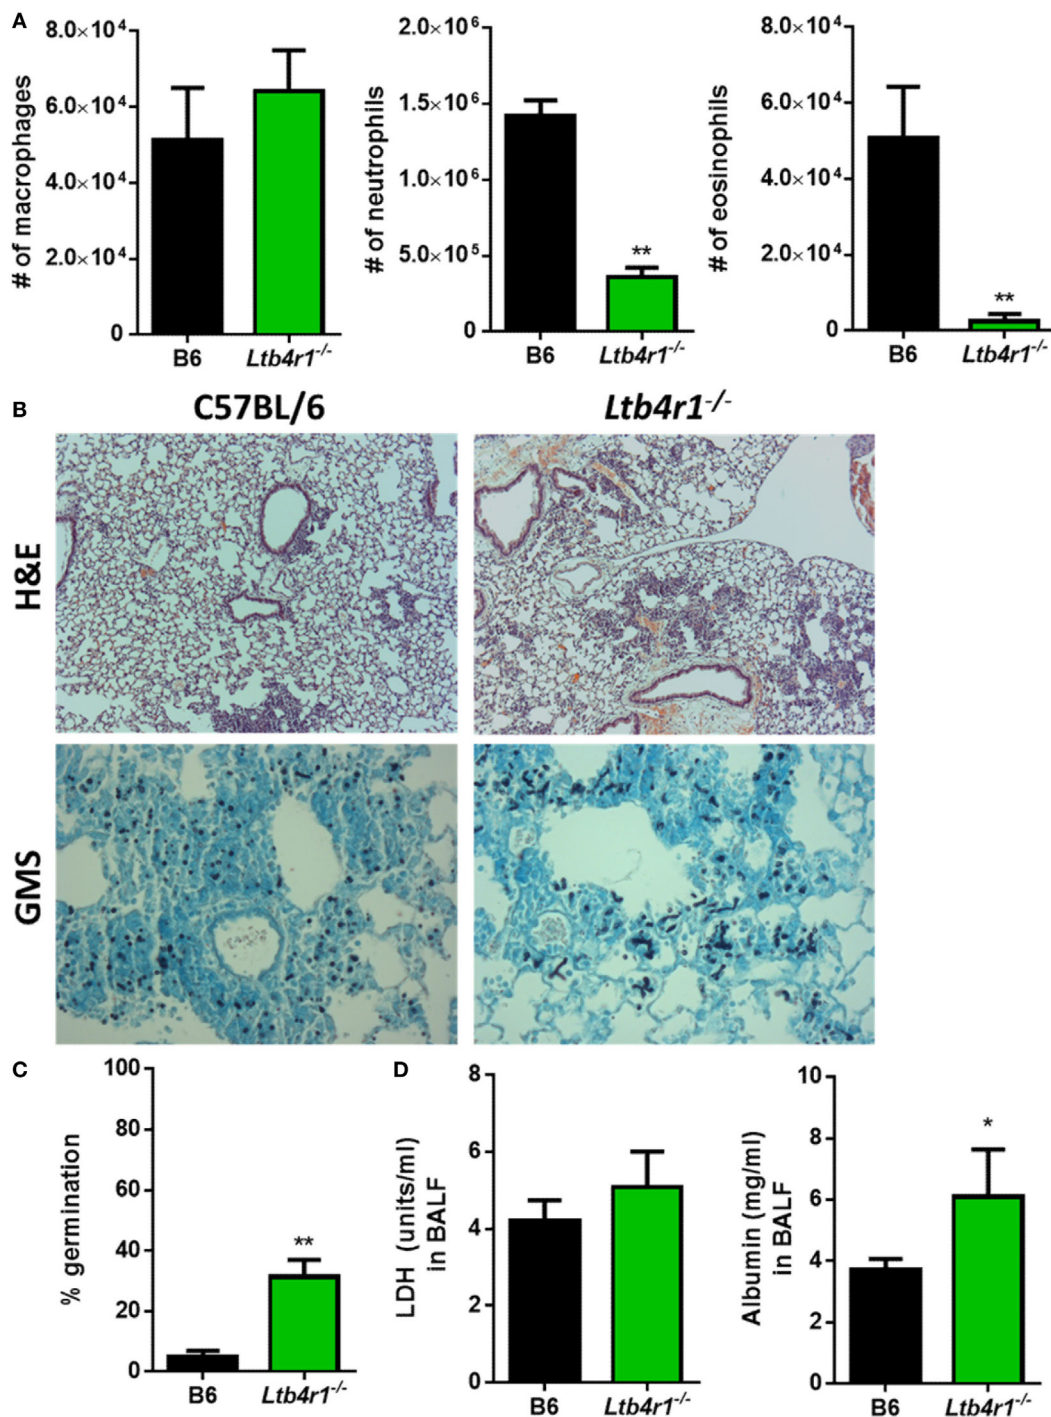 A
# of macrophages
8.0×10⁴
6.0×10⁴
4.0×10⁴
2.0×10⁴
0
B6
Ltb4r1⁻/⁻
# of neutrophils
2.0×10⁶
1.5×10⁶
1.0×10⁶
5.0×10⁵
0
**
B6
Ltb4r1⁻/⁻
# of eosinophils
8.0×10⁴
6.0×10⁴
4.0×10⁴
2.0×10⁴
0
**
B6
Ltb4r1⁻/⁻
B
C57BL/6
Ltb4r1⁻/⁻
H&E
GMS
C
% germination
100
80
60
40
20
0
**
B6
Ltb4r1⁻/⁻
D
LDH (units/ml)
in BALF
8
6
4
2
0
B6
Ltb4r1⁻/⁻
Albumin (mg/ml)
in BALF
10
8
6
4
2
0
*
B6
Ltb4r1⁻/⁻